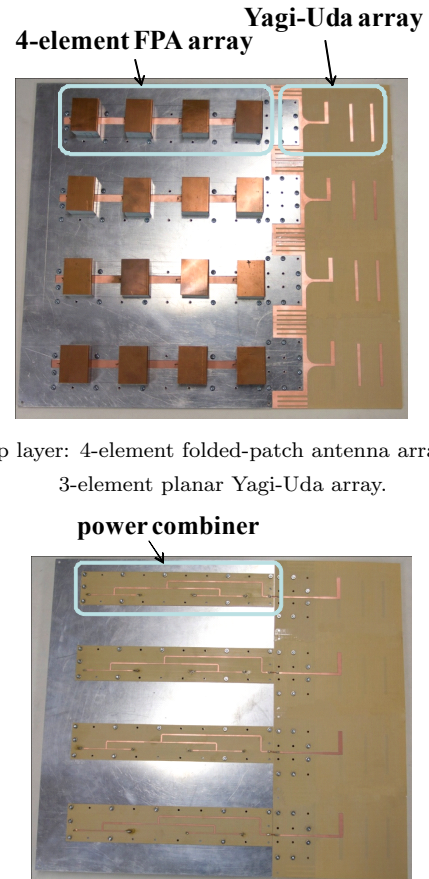 Yagi-Uda array
4-element FPA array
p layer: 4-element folded-patch antenna arra
3-element planar Yagi-Uda array.
power combiner